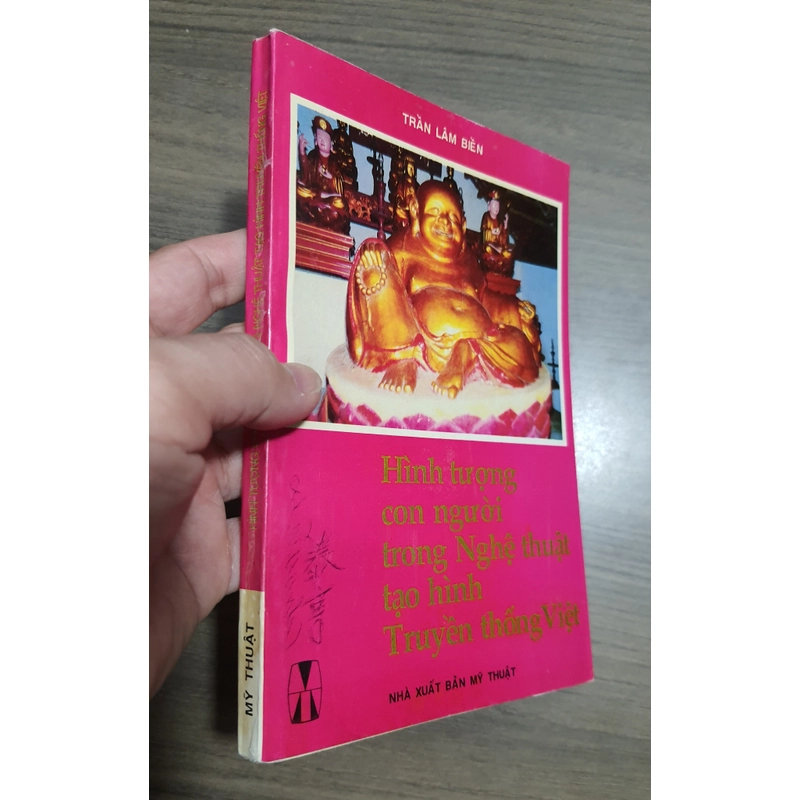 TRẦN LÂM BIỀN
Hình tượng
con người
trong Nghệ thuật
tạo hình
Truyền thống Việt
NHÀ XUẤT BẢN MỸ THUẬT
MỸ THUẬT